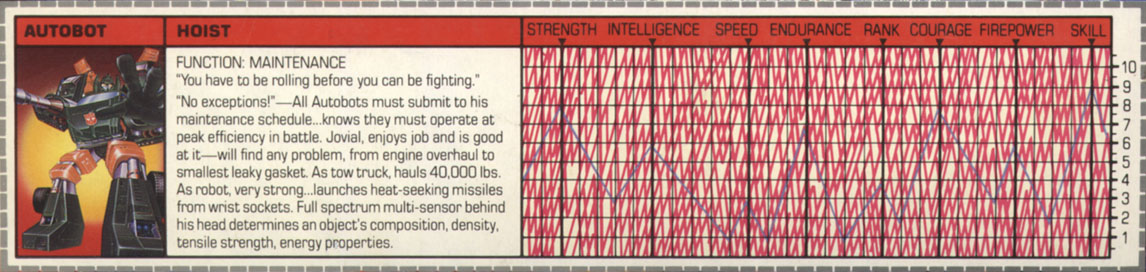 AUTOBOT
HOIST
STRENGTH INTELLIGENCE SPEED ENDURANCE RANK COURAGE FIREPOWER SKILL
FUNCTION: MAINTENANCE
"You have to be rolling before you can be fighting."
"No exceptions!"—All Autobots must submit to his
maintenance schedule...knows they must operate at
peak efficiency in battle. Jovial, enjoys job and is good
at it—will find any problem, from engine overhaul to
smallest leaky gasket. As tow truck, hauls 40,000 lbs.
As robot, very strong...launches heat-seeking missiles
from wrist sockets. Full spectrum multi-sensor behind
his head determines an object's composition, density,
tensile strength, energy properties.
10
9
8
7
6
5
4
3
2
1